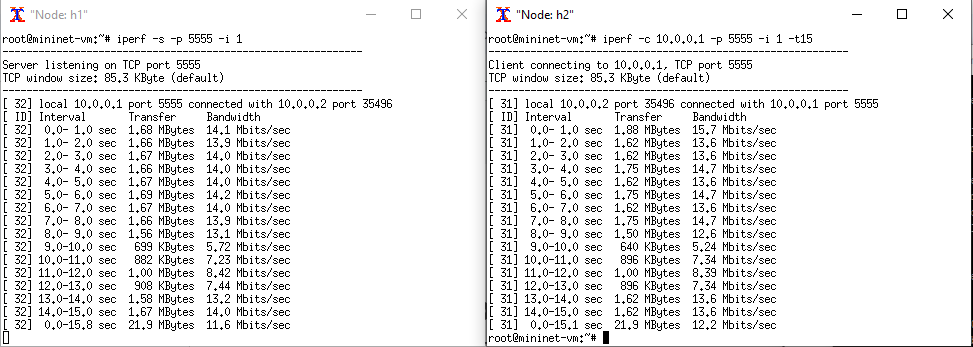 "Node: h1"
root@mininet-vm:~# iperf -s -p 5555 -i 1
------------------------------------------------------------
Server listening on TCP port 5555
TCP window size: 85.3 KByte (default)
------------------------------------------------------------
[ 32] local 10.0.0.1 port 5555 connected with 10.0.0.2 port 35496
[ ID] Interval       Transfer     Bandwidth
[ 32]  0.0- 1.0 sec  1.68 MBytes  14.1 Mbits/sec
[ 32]  1.0- 2.0 sec  1.66 MBytes  13.9 Mbits/sec
[ 32]  2.0- 3.0 sec  1.67 MBytes  14.0 Mbits/sec
[ 32]  3.0- 4.0 sec  1.66 MBytes  14.0 Mbits/sec
[ 32]  4.0- 5.0 sec  1.67 MBytes  14.0 Mbits/sec
[ 32]  5.0- 6.0 sec  1.69 MBytes  14.2 Mbits/sec
[ 32]  6.0- 7.0 sec  1.67 MBytes  14.0 Mbits/sec
[ 32]  7.0- 8.0 sec  1.66 MBytes  13.9 Mbits/sec
[ 32]  8.0- 9.0 sec  1.56 MBytes  13.1 Mbits/sec
[ 32]  9.0-10.0 sec   699 KBytes  5.72 Mbits/sec
[ 32] 10.0-11.0 sec   882 KBytes  7.23 Mbits/sec
[ 32] 11.0-12.0 sec  1.00 MBytes  8.42 Mbits/sec
[ 32] 12.0-13.0 sec   908 KBytes  7.44 Mbits/sec
[ 32] 13.0-14.0 sec  1.58 MBytes  13.2 Mbits/sec
[ 32] 14.0-15.0 sec  1.67 MBytes  14.0 Mbits/sec
[ 32]  0.0-15.8 sec  21.9 MBytes  11.6 Mbits/sec
"Node: h2"
root@mininet-vm:~# iperf -c 10.0.0.1 -p 5555 -i 1 -t15
------------------------------------------------------------
Client connecting to 10.0.0.1, TCP port 5555
TCP window size: 85.3 KByte (default)
------------------------------------------------------------
[ 31] local 10.0.0.2 port 35496 connected with 10.0.0.1 port 5555
[ ID] Interval       Transfer     Bandwidth
[ 31]  0.0- 1.0 sec  1.88 MBytes  15.7 Mbits/sec
[ 31]  1.0- 2.0 sec  1.62 MBytes  13.6 Mbits/sec
[ 31]  2.0- 3.0 sec  1.62 MBytes  13.6 Mbits/sec
[ 31]  3.0- 4.0 sec  1.75 MBytes  14.7 Mbits/sec
[ 31]  4.0- 5.0 sec  1.62 MBytes  13.6 Mbits/sec
[ 31]  5.0- 6.0 sec  1.75 MBytes  14.7 Mbits/sec
[ 31]  6.0- 7.0 sec  1.62 MBytes  13.6 Mbits/sec
[ 31]  7.0- 8.0 sec  1.75 MBytes  14.7 Mbits/sec
[ 31]  8.0- 9.0 sec  1.50 MBytes  12.6 Mbits/sec
[ 31]  9.0-10.0 sec   640 KBytes  5.24 Mbits/sec
[ 31] 10.0-11.0 sec   896 KBytes  7.34 Mbits/sec
[ 31] 11.0-12.0 sec  1.00 MBytes  8.39 Mbits/sec
[ 31] 12.0-13.0 sec   896 KBytes  7.34 Mbits/sec
[ 31] 13.0-14.0 sec  1.62 MBytes  13.6 Mbits/sec
[ 31] 14.0-15.0 sec  1.62 MBytes  13.6 Mbits/sec
[ 31]  0.0-15.1 sec  21.9 MBytes  12.2 Mbits/sec
root@mininet-vm:~#